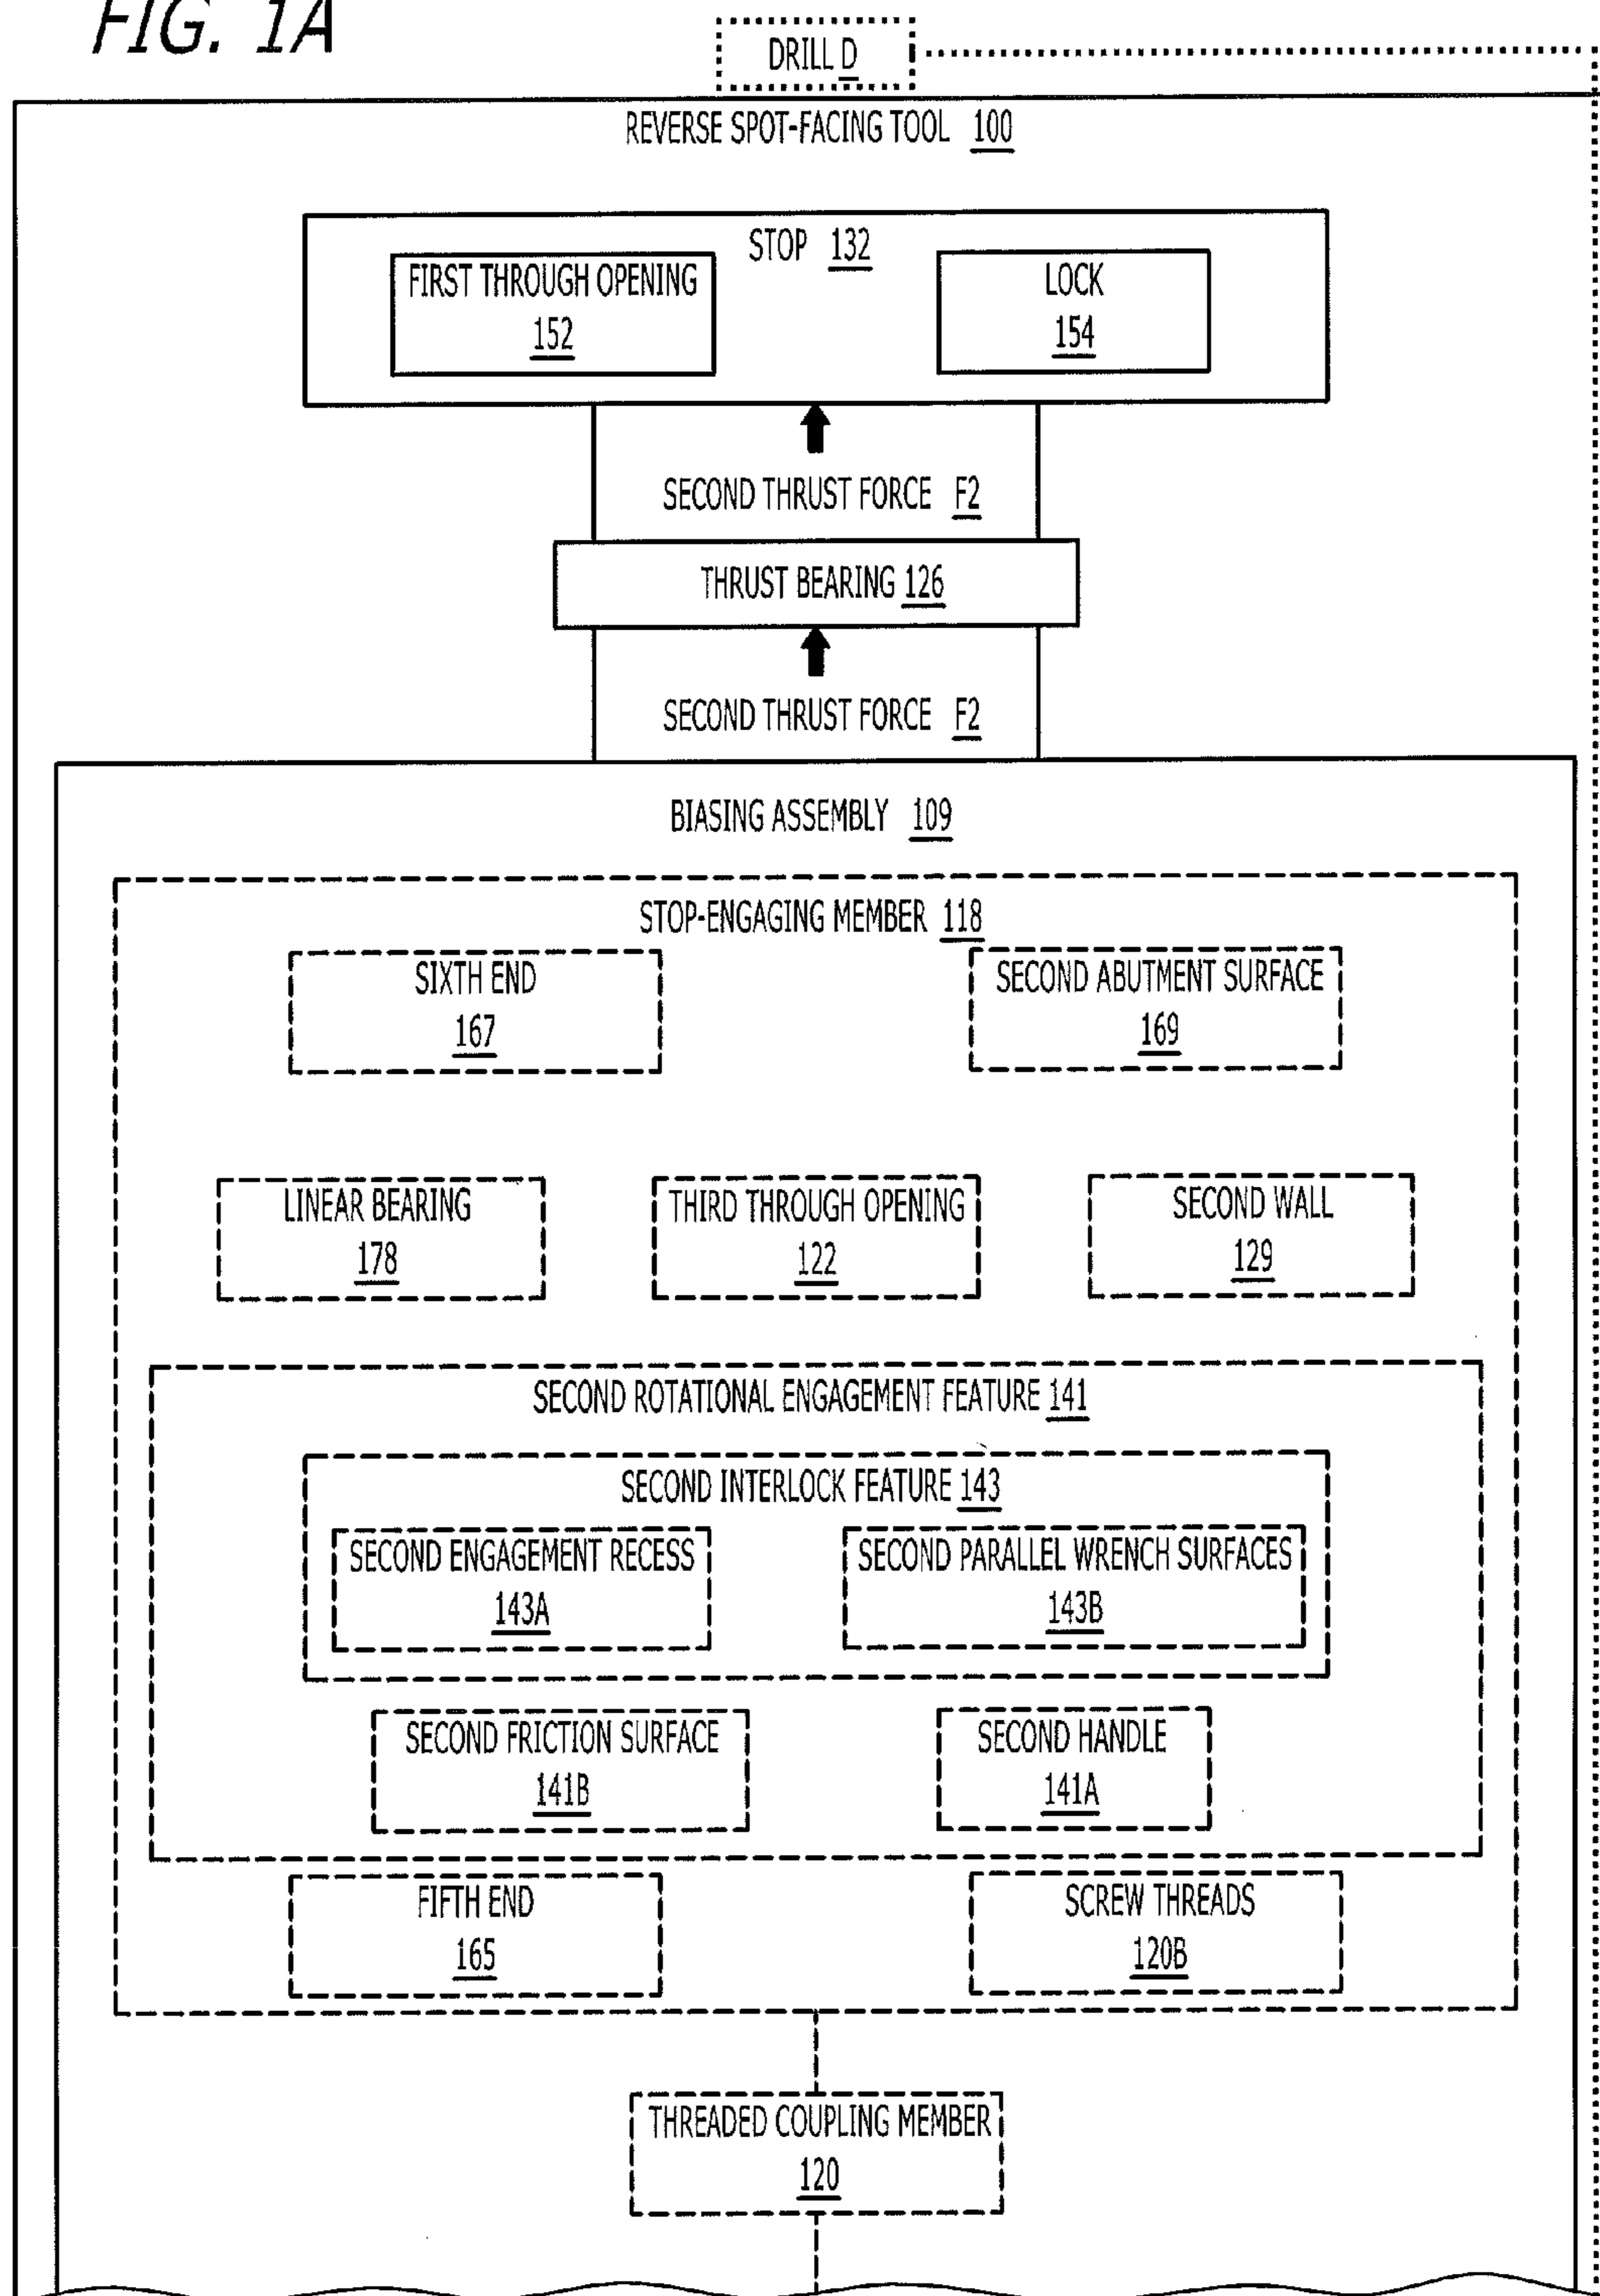 FIG. 1A
DRILL D
REVERSE SPOT-FACING TOOL 100
STOP 132
FIRST THROUGH OPENING
152
LOCK
154
SECOND THRUST FORCE F2
THRUST BEARING 126
SECOND THRUST FORCE F2
BIASING ASSEMBLY 109
STOP-ENGAGING MEMBER 118
SIXTH END
167
SECOND ABUTMENT SURFACE
169
LINEAR BEARING
178
THIRD THROUGH OPENING
122
SECOND WALL
129
SECOND ROTATIONAL ENGAGEMENT FEATURE 141
SECOND INTERLOCK FEATURE 143
SECOND ENGAGEMENT RECESS
143A
SECOND PARALLEL WRENCH SURFACES
143B
SECOND FRICTION SURFACE
141B
SECOND HANDLE
141A
FIFTH END
165
SCREW THREADS
120B
THREADED COUPLING MEMBER
120